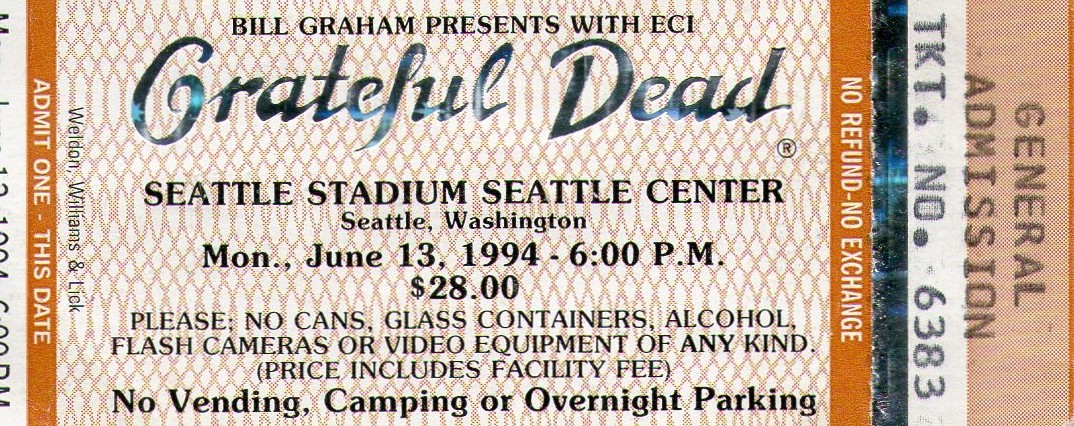 BILL GRAHAM PRESENTS WITH ECI
Grateful Dead
®
SEATTLE STADIUM SEATTLE CENTER
Seattle, Washington
Mon., June 13, 1994 - 6:00 P.M.
$28.00
PLEASE; NO CANS, GLASS CONTAINERS, ALCOHOL,
FLASH CAMERAS OR VIDEO EQUIPMENT OF ANY KIND.
(PRICE INCLUDES FACILITY FEE)
No Vending, Camping or Overnight Parking
ADMIT ONE - THIS DATE
Weldon, Williams & Lick
NO REFUND-NO EXCHANGE
TKT. NO. 6383
GENERAL
ADMISSION